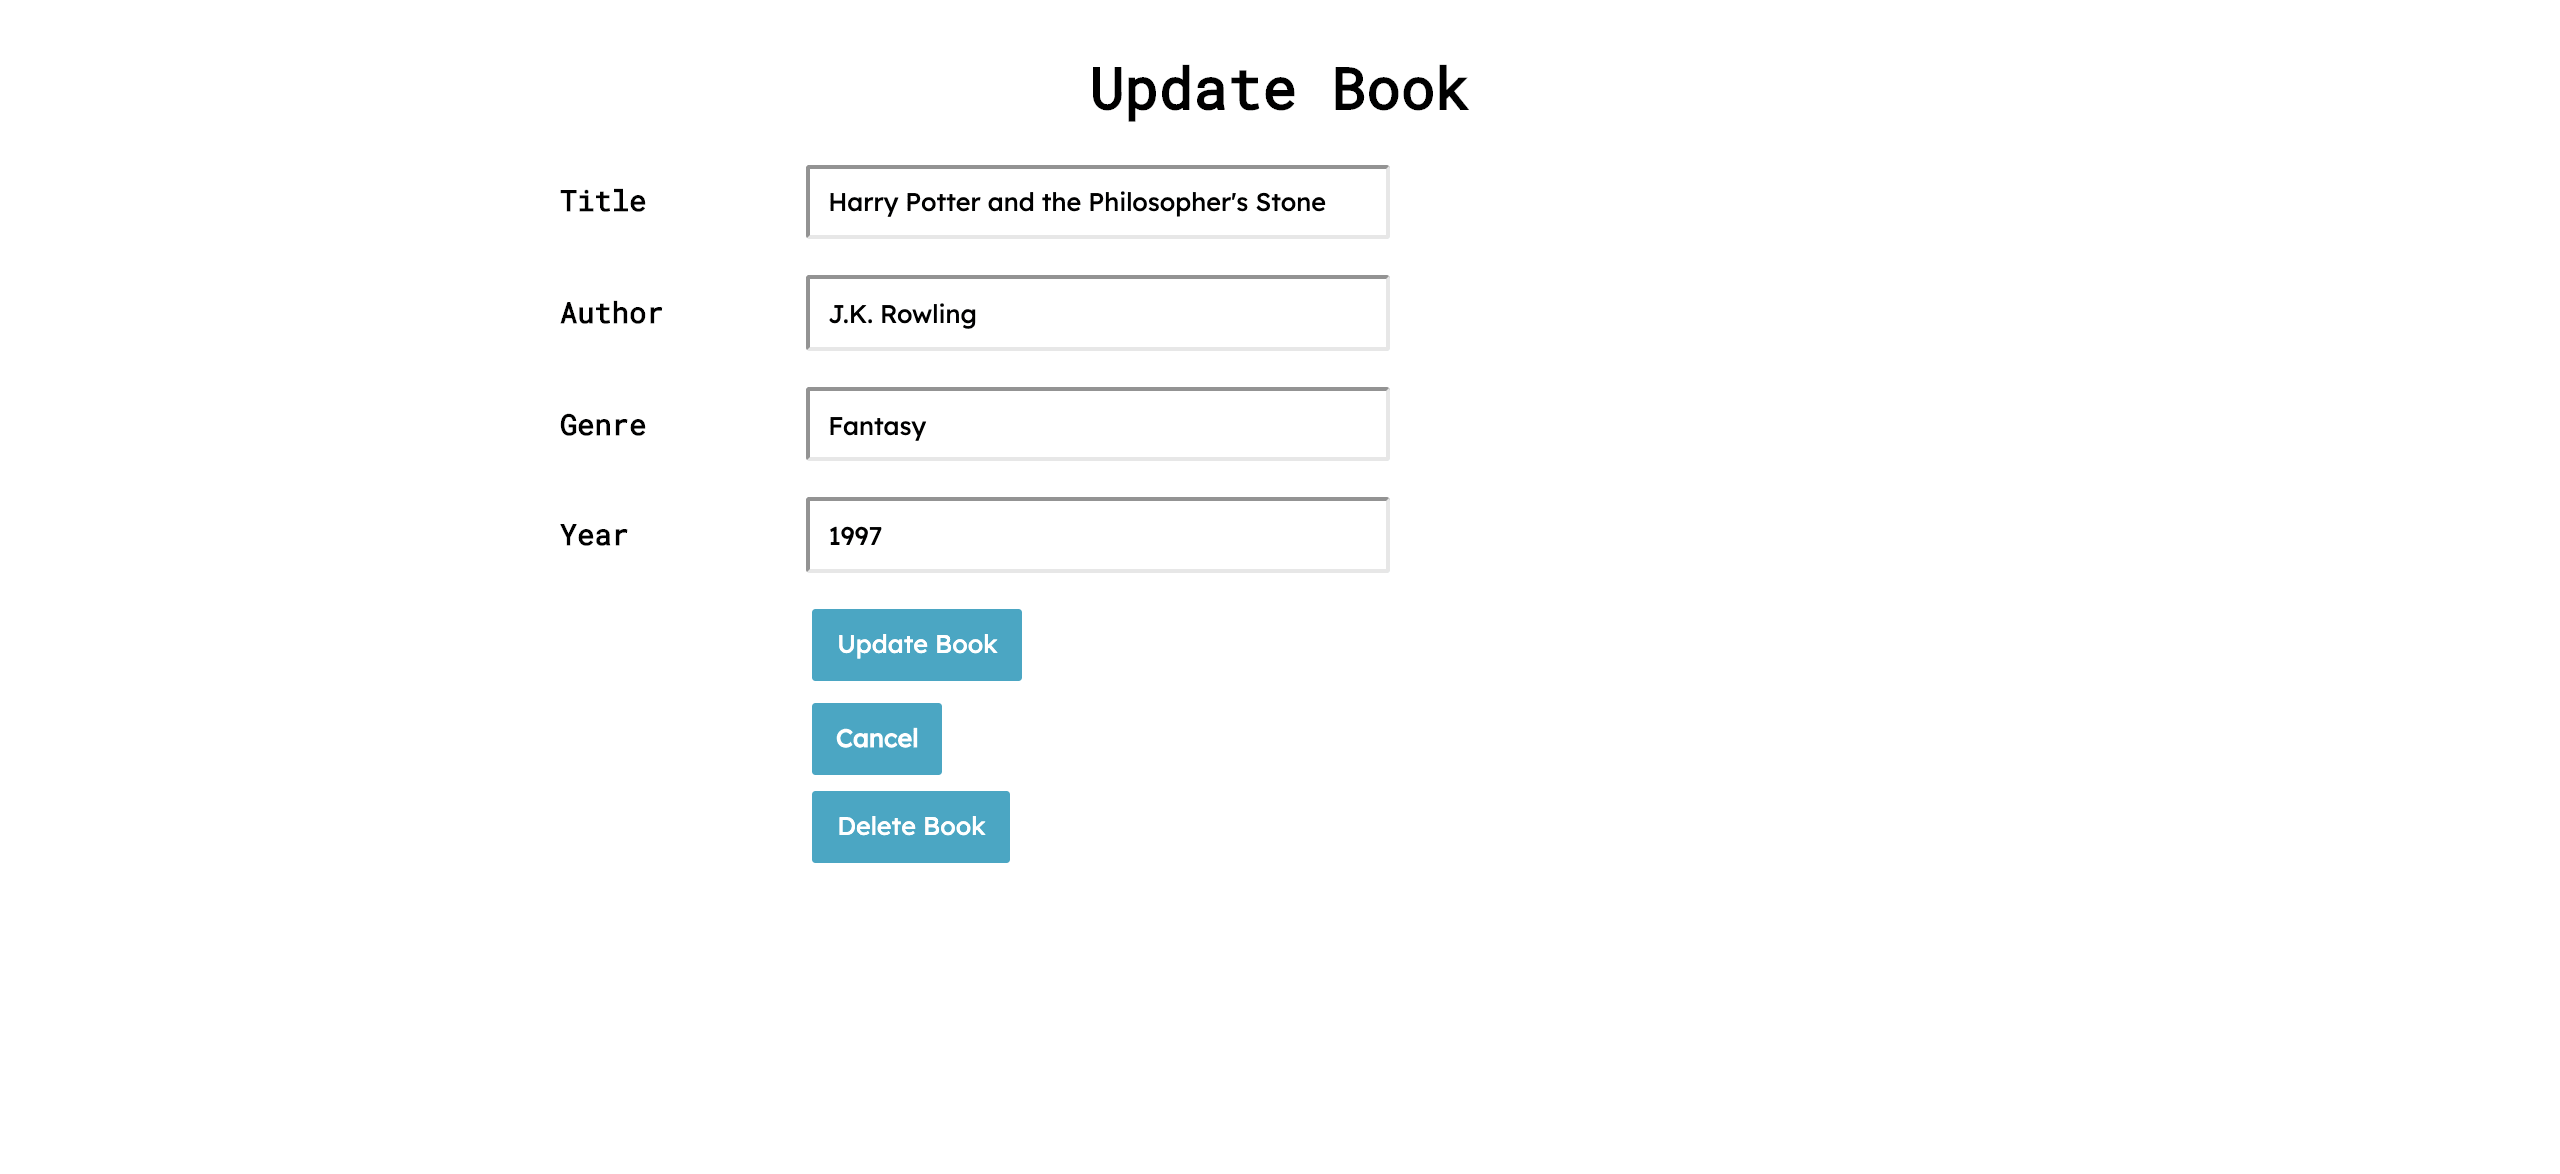 Update Book
Title
Harry Potter and the Philosopher's Stone
Author
J.K. Rowling
Genre
Fantasy
Year
1997
Update Book
Cancel
Delete Book